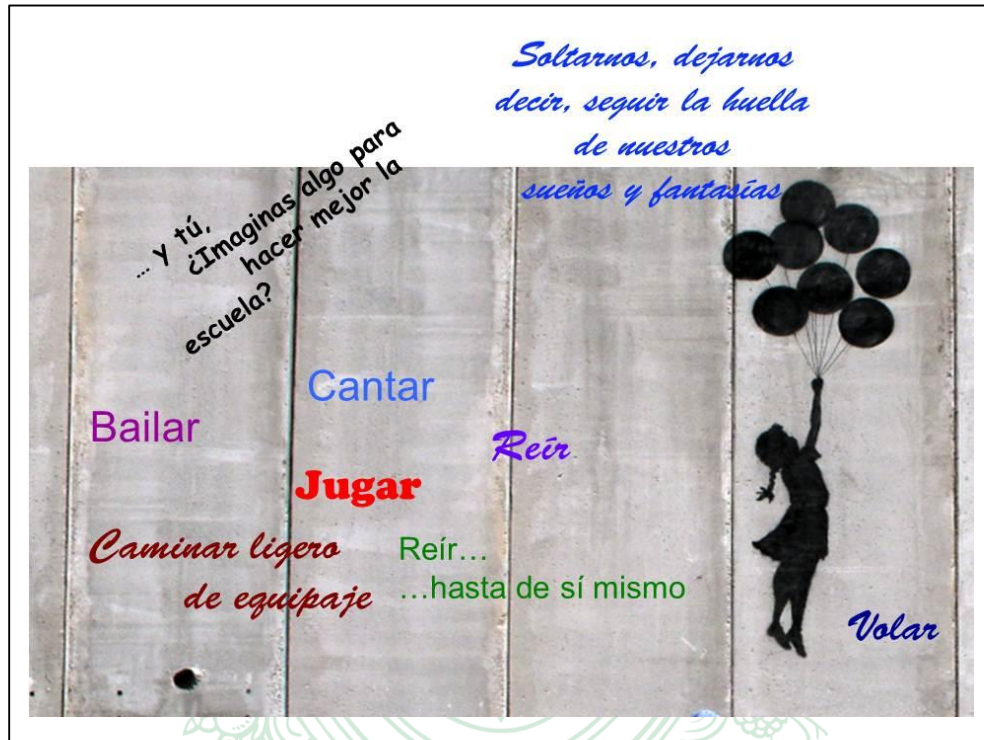 Soltarnos, dejarnos
decir, seguir la huella
de nuestros
sueños y fantasías
... Y tú,
¿Imaginas algo para
hacer mejor la
escuela?
Cantar
Bailar
Reír
Jugar
Caminar ligero
de equipaje
Reír...
...hasta de sí mismo
Volar